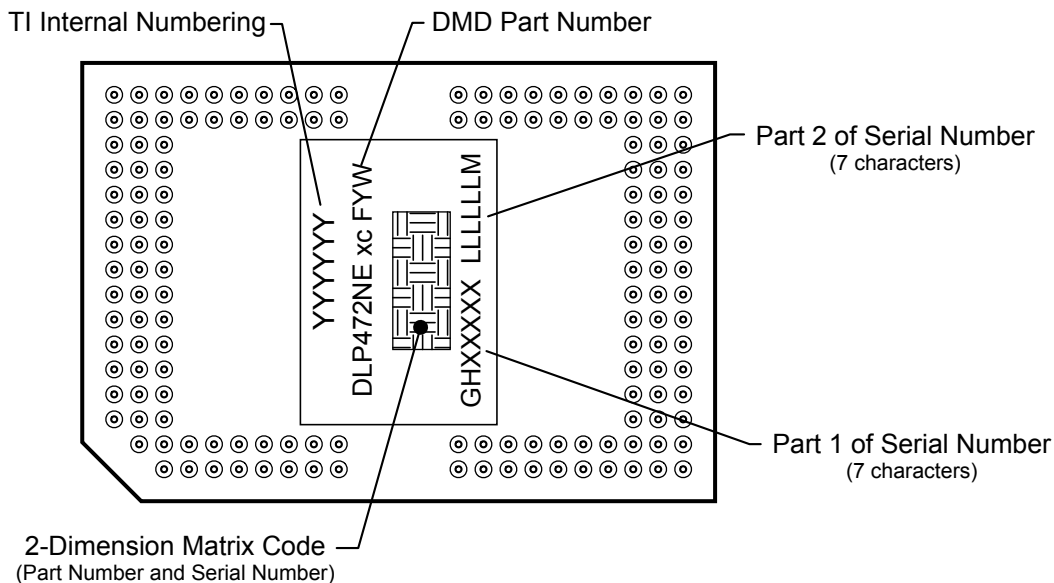 TI Internal Numbering
DMD Part Number
Part 2 of Serial Number
(7 characters)
YYYYYYY
DLP472NE xc FYW
GHXXXXX LLLLLLM
Part 1 of Serial Number
(7 characters)
2-Dimension Matrix Code
(Part Number and Serial Number)